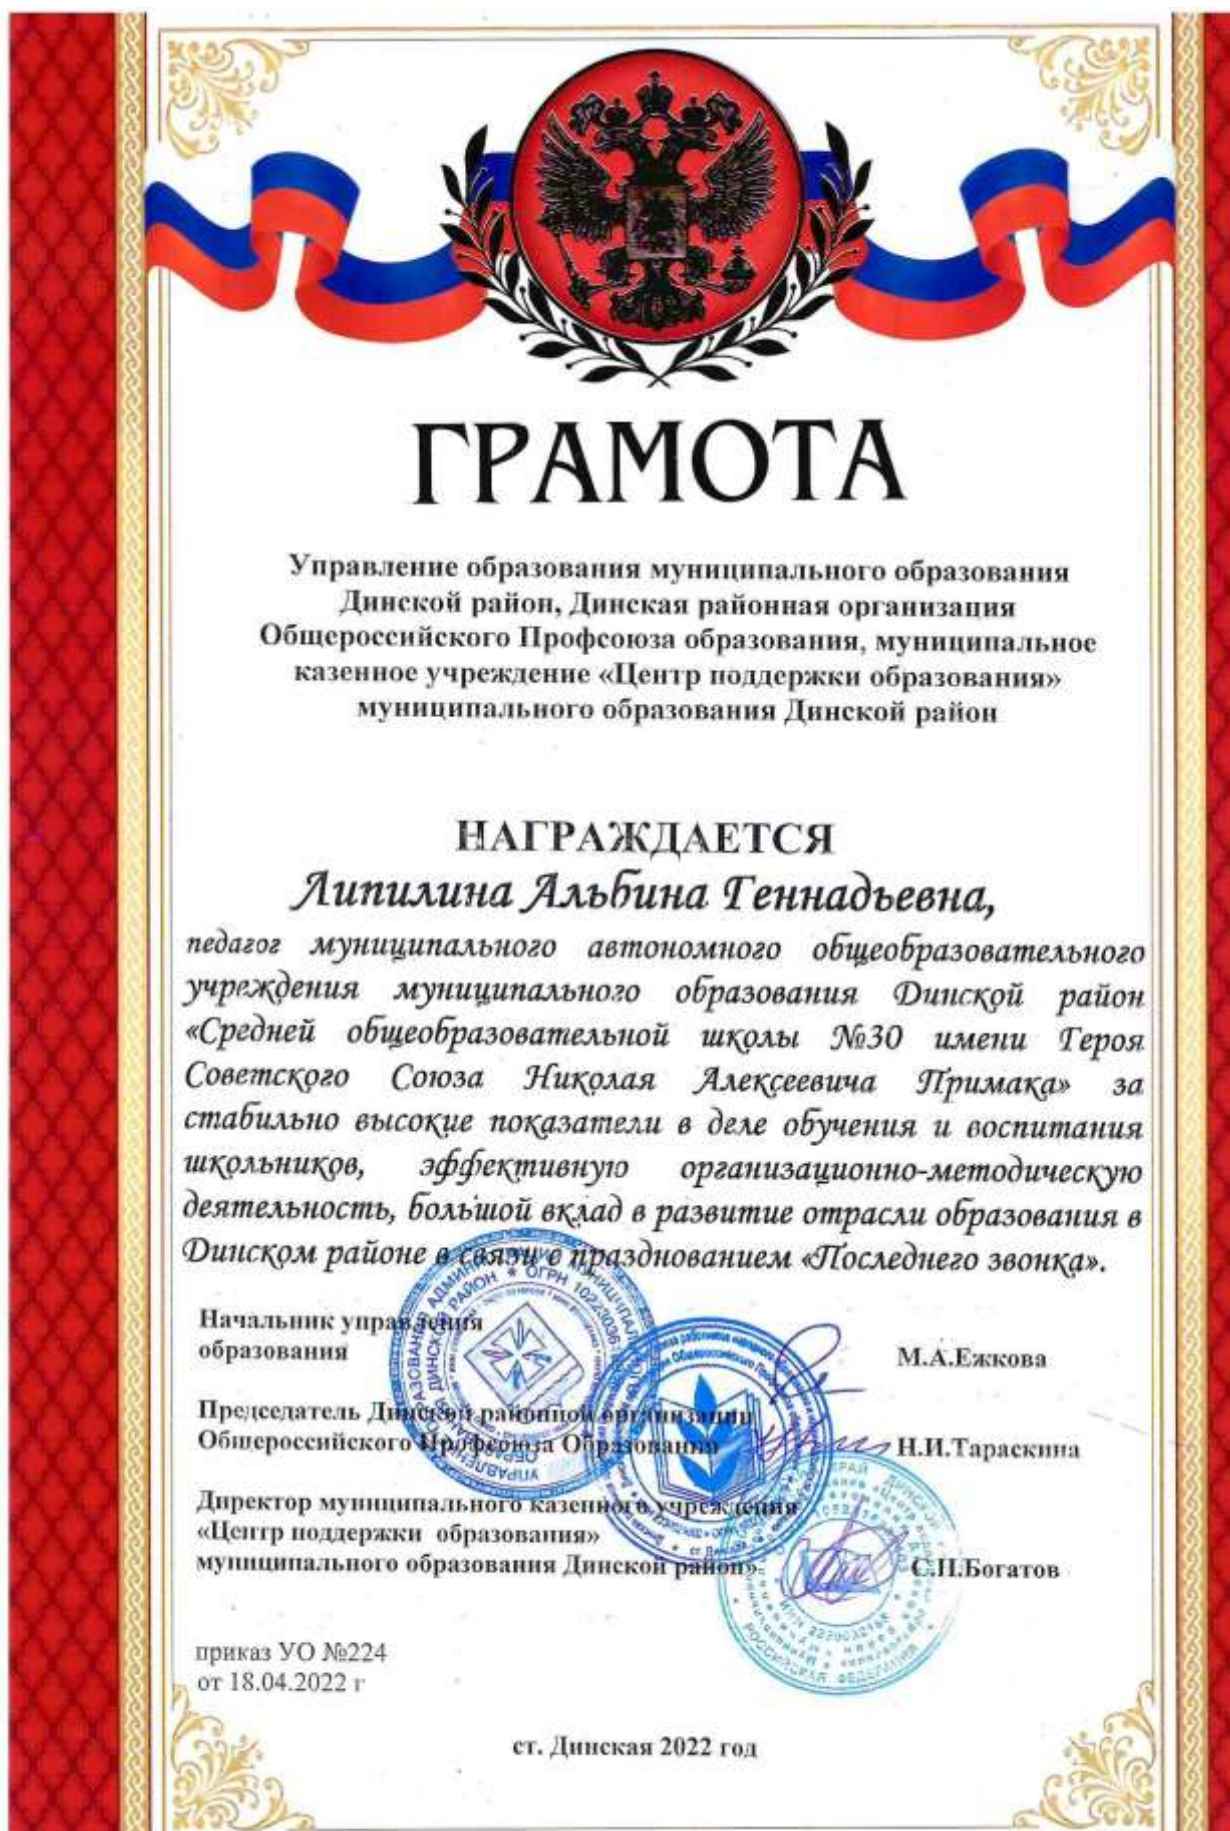 ГРАМОТА
Управление образования муниципального образования
Динской район, Динская районная организация
Общероссийского Профсоюза образования, муниципальное
казенное учреждение «Центр поддержки образования»
муниципального образования Динской район
НАГРАЖДАЕТСЯ
Липилина Альбина Геннадьевна,
педагог муниципального автономного общеобразовательного
учреждения муниципального образования Динской район
«Средней общеобразовательной школы №30 имени Героя
Советского Союза Николая Алексеевича Примака» за
стабильно высокие показатели в деле обучения и воспитания
школьников, эффективную организационно-методическую
деятельность, большой вклад в развитие отрасли образования в
Динском районе в связи с празднованием «Последнего звонка».
Начальник управления
образования М.А.Ежкова
Председатель Динской районной организации
Общероссийского Профсоюза Образования Н.И.Тараскина
Директор муниципального казенного учреждения
«Центр поддержки образования»
муниципального образования Динской район» С.П.Богатов
приказ УО №224
от 18.04.2022 г
ст. Динская 2022 год
РОССИЙСКАЯ ФЕДЕРАЦИЯ